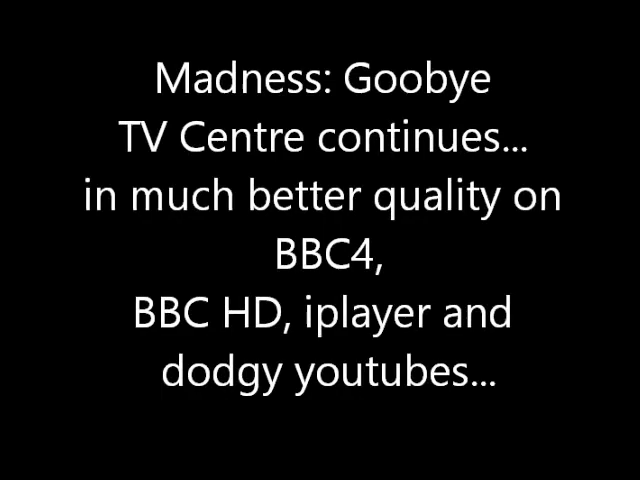 Madness: Goobye
TV Centre continues...
in much better quality on
BBC4,
BBC HD, iplayer and
dodgy youtubes...